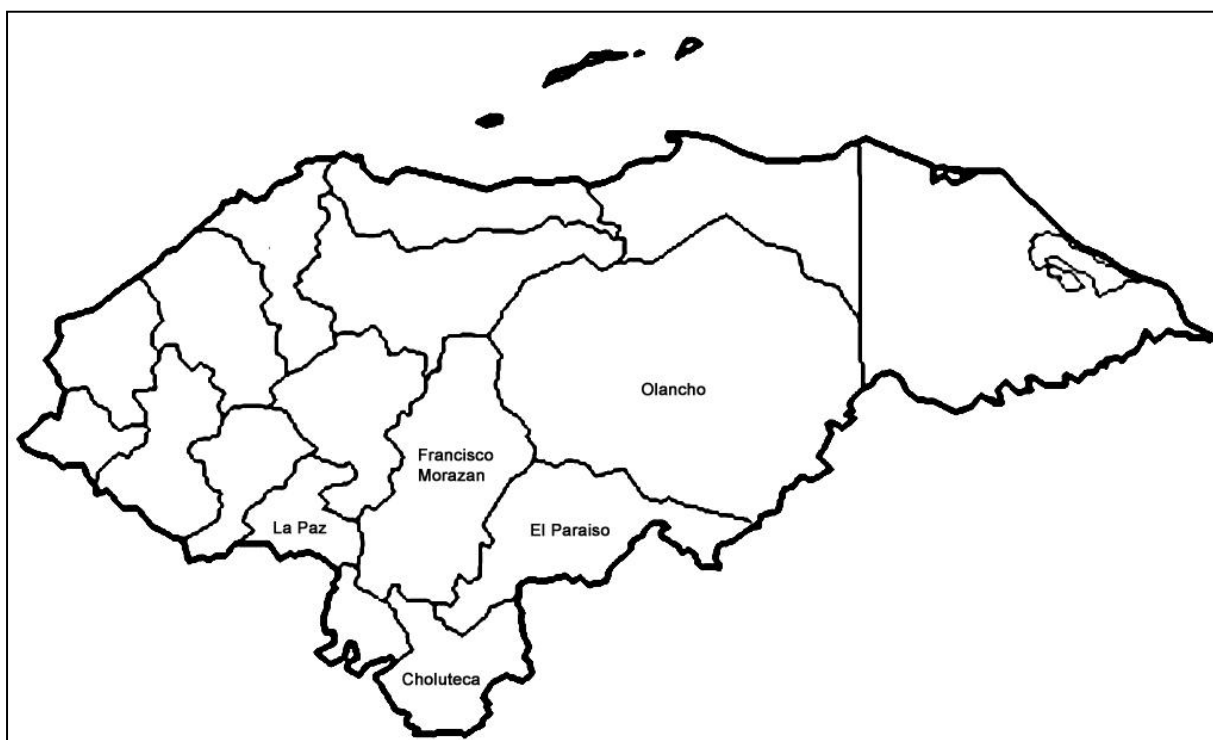 Olancho
Francisco
Morazan
La Paz
El Paraiso
Choluteca